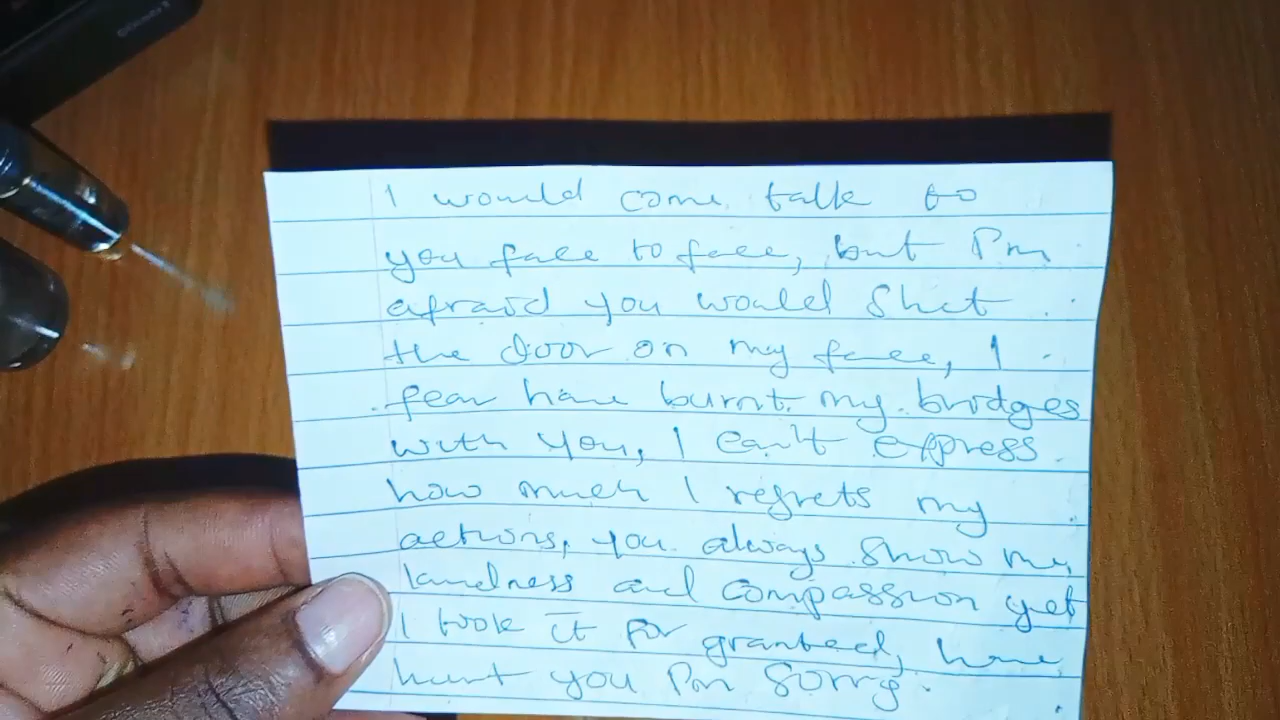 I would come talk to
you face to face, but I'm
afraid you would shut
the door on my face, I
fear have burnt my bridges
with you, I can't express
how much I regrets my
actions, you always show me
kindness and compassion yet
I took it for granted, have
hurt you I'm sorry.